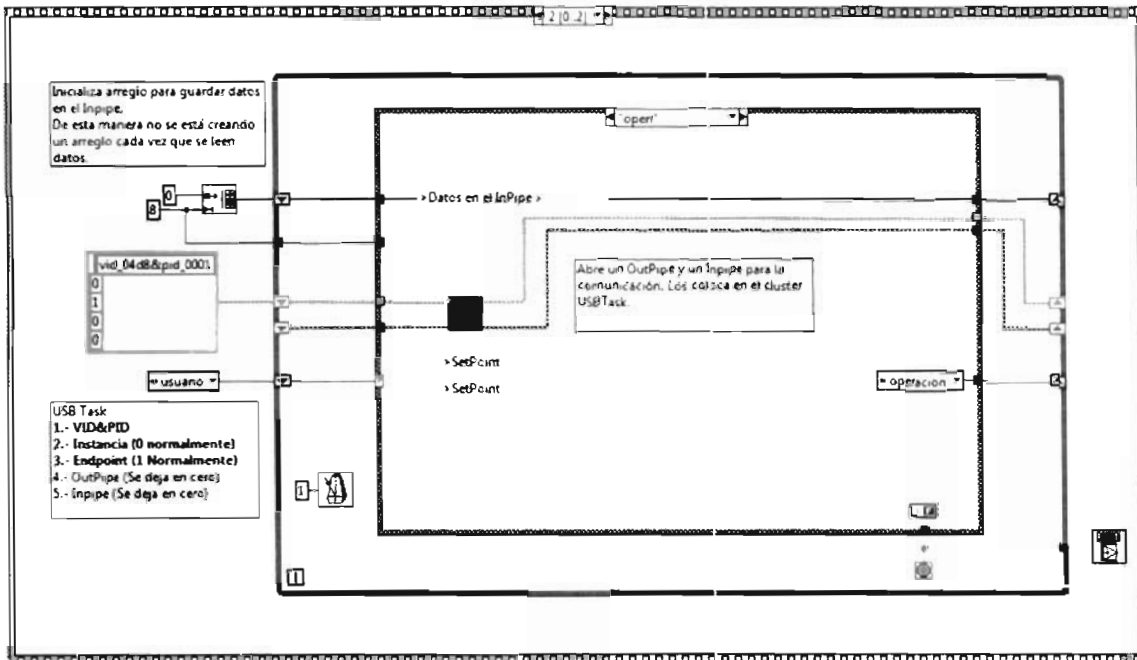 2 [0..2]
Inicializa arreglo para guardar datos
en el Inpipe.
De esta manera no se está creando
un arreglo cada vez que se leen
datos.
"open"
0
8
Datos en el InPipe
vid_04d8&pid_0001
0
1
0
0
Abre un OutPipe y un Inpipe para la
comunicación. Los coloca en el cluster
USBTask.
SetPoint
SetPoint
usuario
operación
USB Task
1.- VID&PID
2.- Instancia (0 normalmente)
3.- Endpoint (1 Normalmente)
4.- OutPipe (Se deja en cero)
5.- Inpipe (Se deja en cero)
1
i